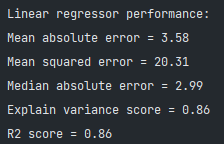 Linear regressor performance:
Mean absolute error = 3.58
Mean squared error = 20.31
Median absolute error = 2.99
Explain variance score = 0.86
R2 score = 0.86